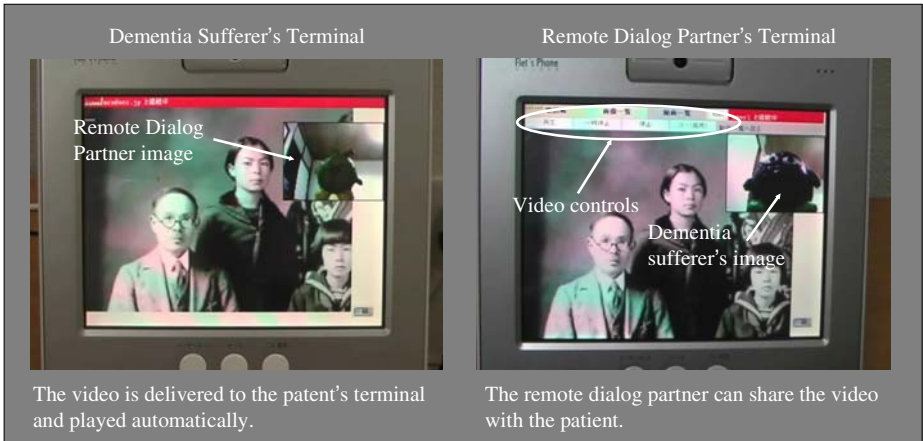 Dementia Sufferer's Terminal
Remote Dialog Partner's Terminal
Flet's Phone
Remote Dialog
Partner image
Video controls
Dementia
sufferer's image
The video is delivered to the patent's terminal
and played automatically.
The remote dialog partner can share the video
with the patient.